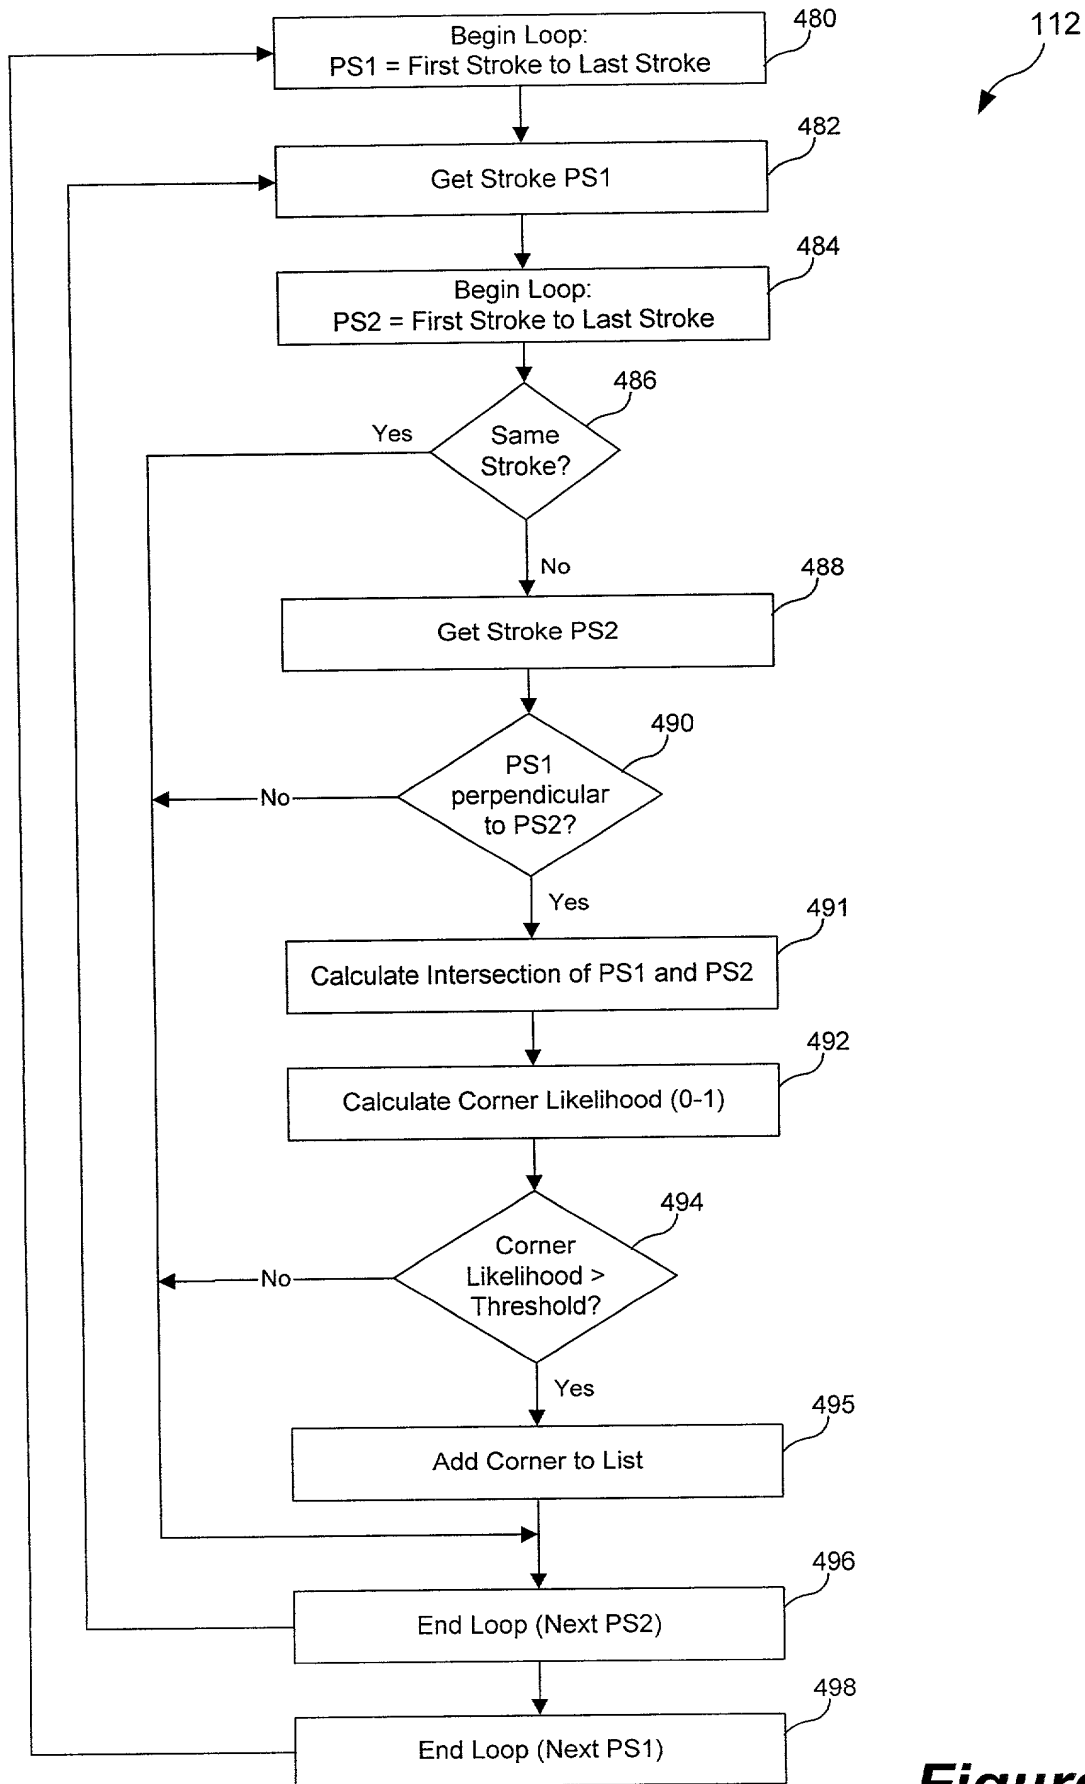 112
480
Begin Loop:
PS1 = First Stroke to Last Stroke
482
Get Stroke PS1
484
Begin Loop:
PS2 = First Stroke to Last Stroke
486
Same
Stroke?
Yes
No
488
Get Stroke PS2
490
PS1
perpendicular
to PS2?
No
Yes
491
Calculate Intersection of PS1 and PS2
492
Calculate Corner Likelihood (0-1)
494
Corner
Likelihood >
Threshold?
No
Yes
495
Add Corner to List
496
End Loop (Next PS2)
498
End Loop (Next PS1)
Figure